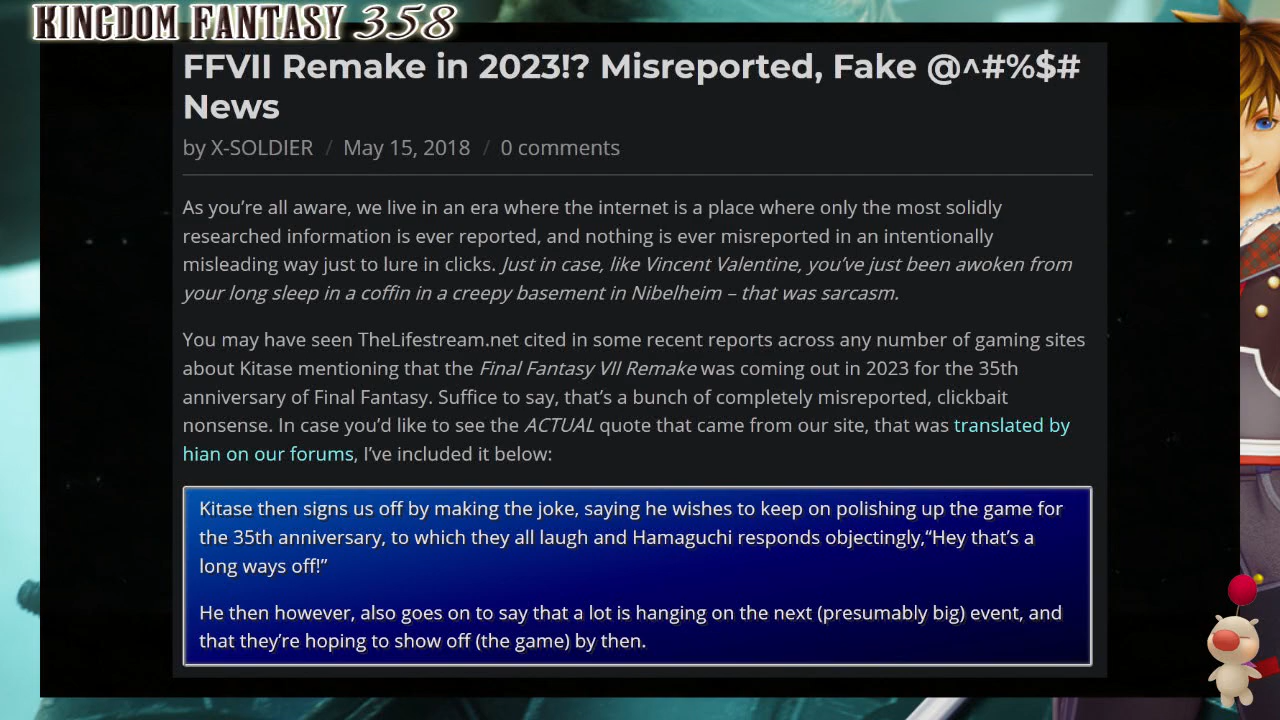 KINGDOM FANTASY 358
FFVII Remake in 2023!? Misreported, Fake @^#%$#
News
by X-SOLDIER / May 15, 2018 / 0 comments
As you’re all aware, we live in an era where the internet is a place where only the most solidly
researched information is ever reported, and nothing is ever misreported in an intentionally
misleading way just to lure in clicks. Just in case, like Vincent Valentine, you’ve just been awoken from
your long sleep in a coffin in a creepy basement in Nibelheim – that was sarcasm.
You may have seen TheLifestream.net cited in some recent reports across any number of gaming sites
about Kitase mentioning that the Final Fantasy VII Remake was coming out in 2023 for the 35th
anniversary of Final Fantasy. Suffice to say, that’s a bunch of completely misreported, clickbait
nonsense. In case you’d like to see the ACTUAL quote that came from our site, that was translated by
hian on our forums, I’ve included it below:
Kitase then signs us off by making the joke, saying he wishes to keep on polishing up the game for
the 35th anniversary, to which they all laugh and Hamaguchi responds objectingly,“Hey that’s a
long ways off!”
He then however, also goes on to say that a lot is hanging on the next (presumably big) event, and
that they’re hoping to show off (the game) by then.